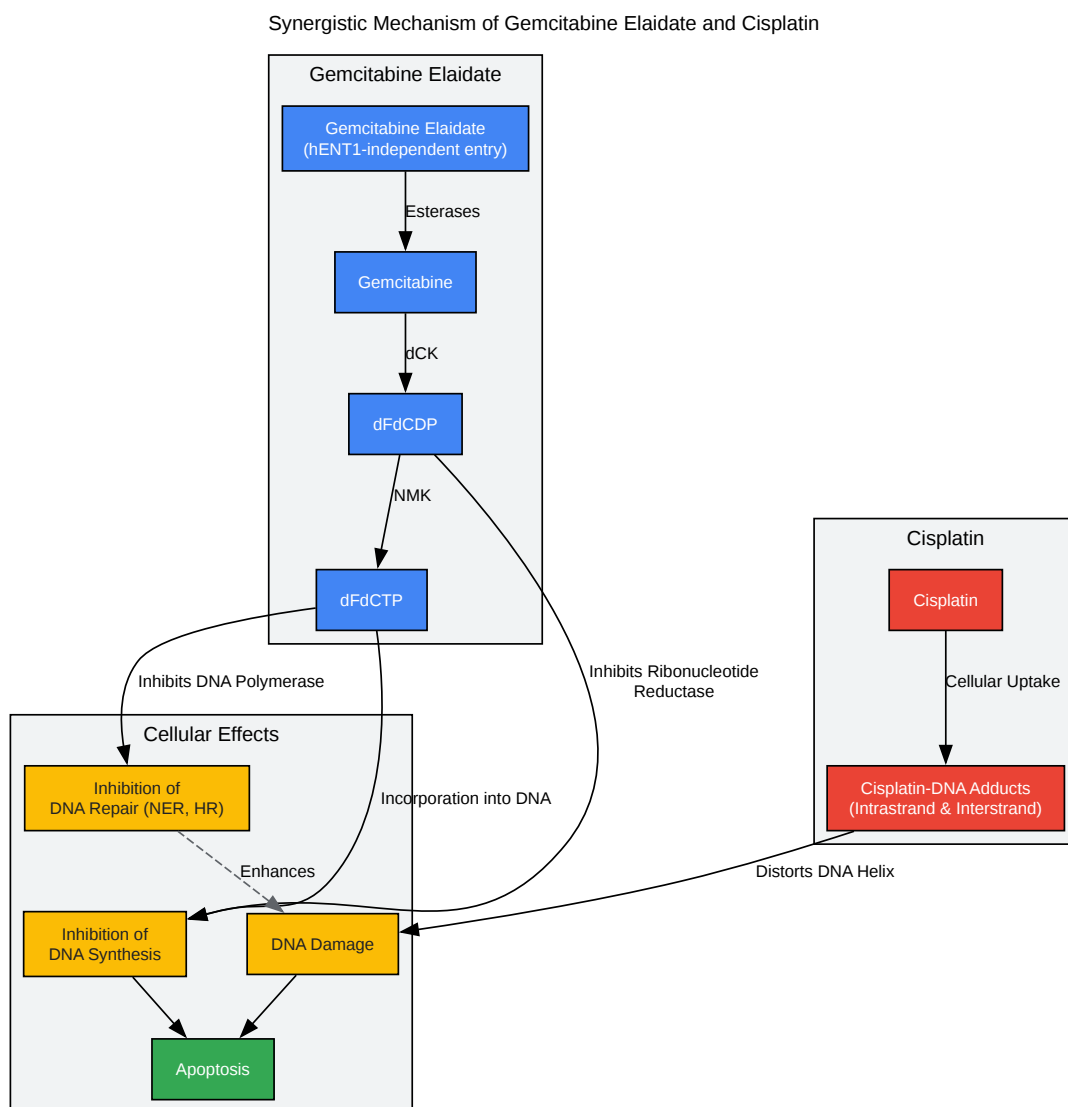 Synergistic Mechanism of Gemcitabine Elaidate and Cisplatin
Gemcitabine Elaidate
Gemcitabine Elaidate
(hENT1-independent entry)
Esterases
Gemcitabine
dCK
dFdCDP
NMK
dFdCTP
Cisplatin
Cisplatin
Cellular Uptake
Cisplatin-DNA Adducts
(Intrastrand & Interstrand)
Distorts DNA Helix
Inhibits Ribonucleotide
Reductase
Inhibits DNA Polymerase
Incorporation into DNA
Cellular Effects
Inhibition of
DNA Repair (NER, HR)
Enhances
Inhibition of
DNA Synthesis
DNA Damage
Apoptosis